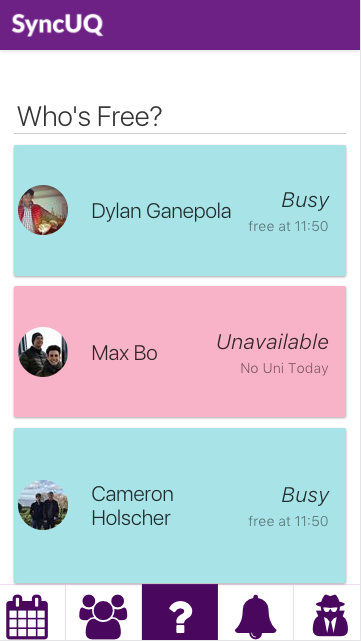 SyncUQ
Who's Free?
Dylan Ganepola
Busy
free at 11:50
Max Bo
Unavailable
No Uni Today
Cameron
Holscher
Busy
free at 11:50
?